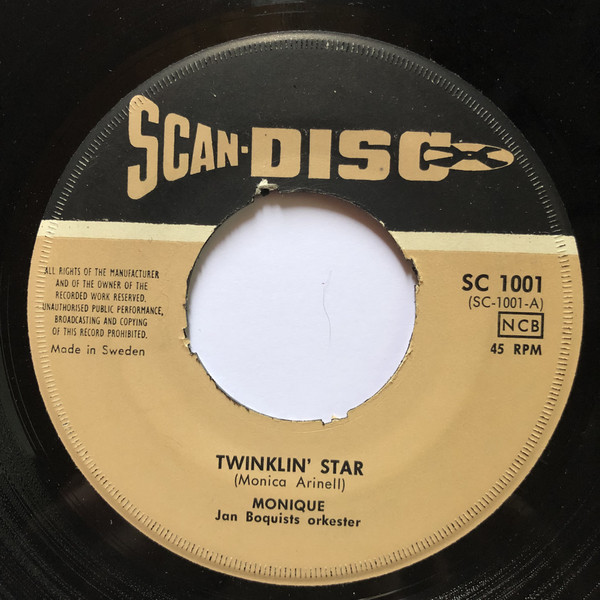 SCAN-DISC
ALL RIGHTS OF THE MANUFACTURER
AND OF THE OWNER OF THE
RECORDED WORK RESERVED.
UNAUTHORISED PUBLIC PERFORMANCE,
BROADCASTING AND COPYING
OF THIS RECORD PROHIBITED.
Made in Sweden
SC 1001
(SC-1001-A)
NCB
45 RPM
TWINKLIN' STAR
(Monica Arinell)
MONIQUE
Jan Boquists orkester